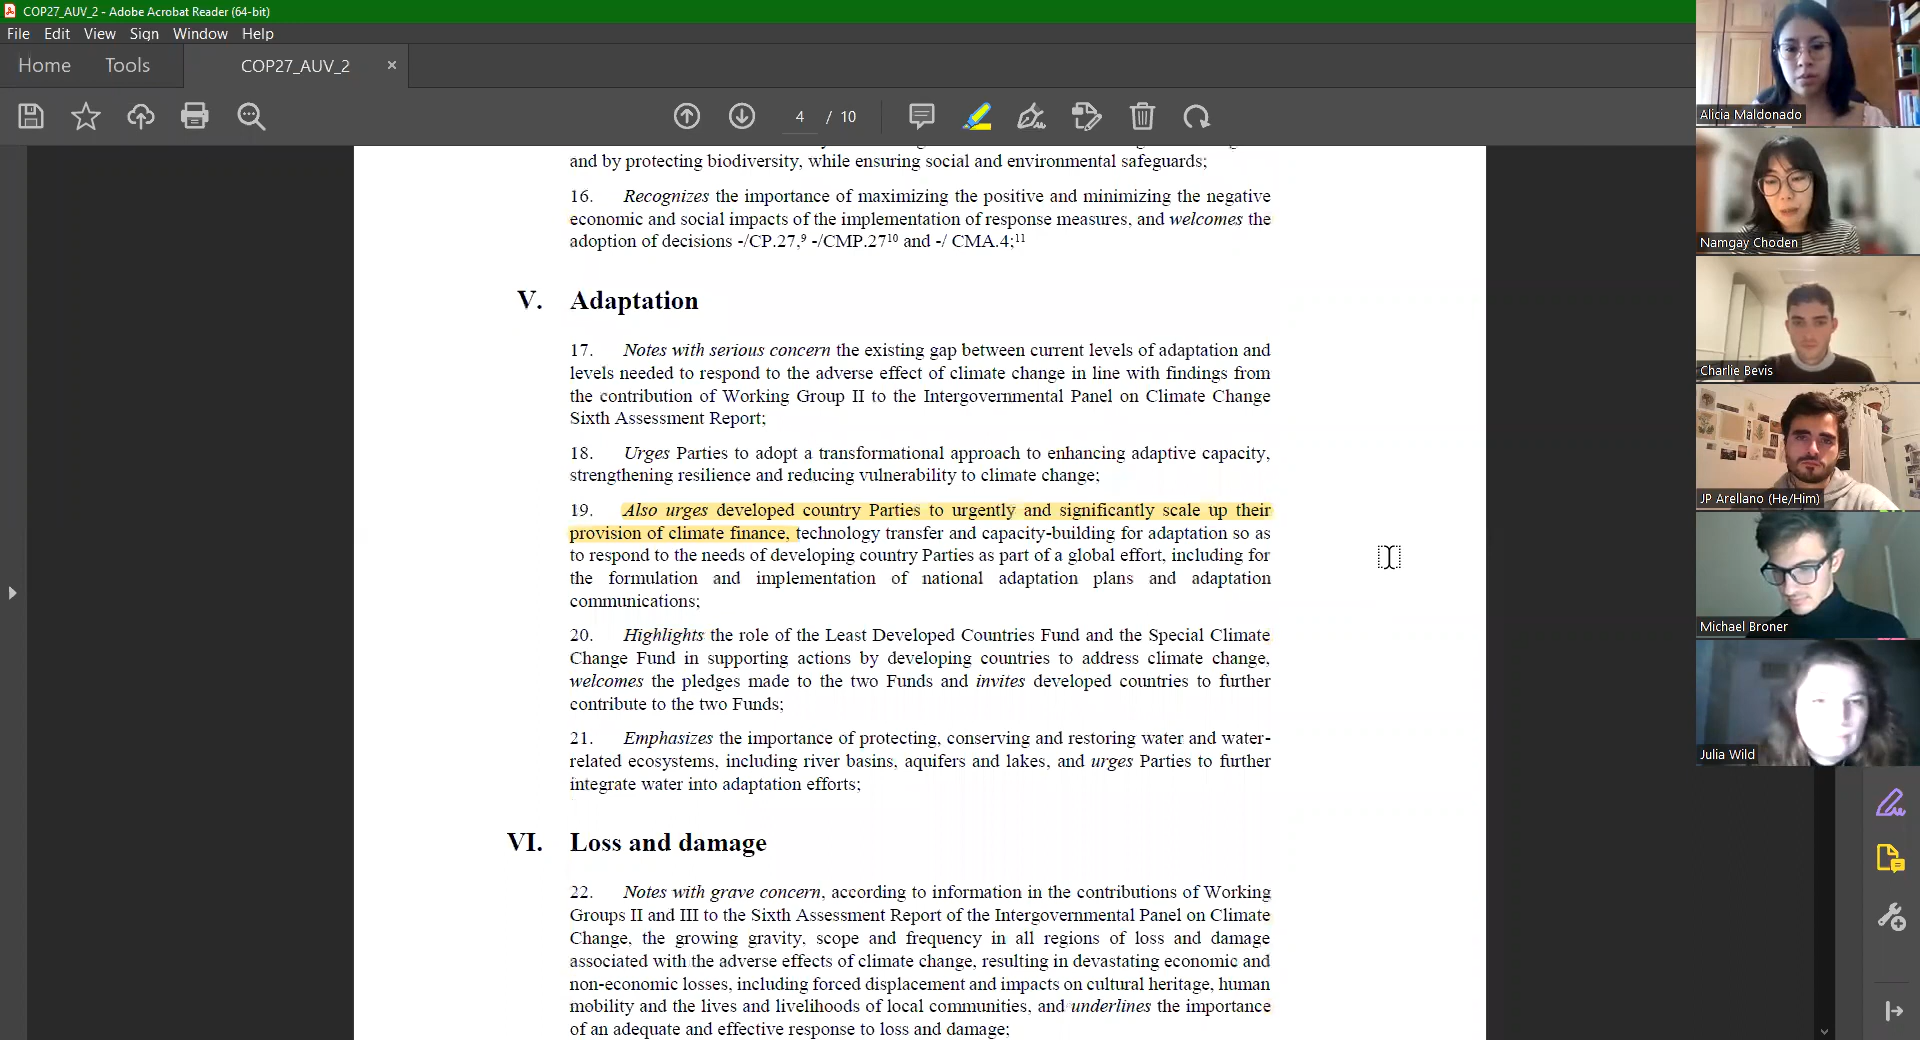 COP27_AUV_2 - Adobe Acrobat Reader (64-bit)
File Edit View Sign Window Help
Home Tools COP27_AUV_2 ×
4 / 10
and by protecting biodiversity, while ensuring social and environmental safeguards;
16. Recognizes the importance of maximizing the positive and minimizing the negative
economic and social impacts of the implementation of response measures, and welcomes the
adoption of decisions -/CP.27,⁹ -/CMP.27¹⁰ and -/ CMA.4;¹¹
V. Adaptation
17. Notes with serious concern the existing gap between current levels of adaptation and
levels needed to respond to the adverse effect of climate change in line with findings from
the contribution of Working Group II to the Intergovernmental Panel on Climate Change
Sixth Assessment Report;
18. Urges Parties to adopt a transformational approach to enhancing adaptive capacity,
strengthening resilience and reducing vulnerability to climate change;
19. Also urges developed country Parties to urgently and significantly scale up their
provision of climate finance, technology transfer and capacity-building for adaptation so as
to respond to the needs of developing country Parties as part of a global effort, including for
the formulation and implementation of national adaptation plans and adaptation
communications;
20. Highlights the role of the Least Developed Countries Fund and the Special Climate
Change Fund in supporting actions by developing countries to address climate change,
welcomes the pledges made to the two Funds and invites developed countries to further
contribute to the two Funds;
21. Emphasizes the importance of protecting, conserving and restoring water and water-
related ecosystems, including river basins, aquifers and lakes, and urges Parties to further
integrate water into adaptation efforts;
VI. Loss and damage
22. Notes with grave concern, according to information in the contributions of Working
Groups II and III to the Sixth Assessment Report of the Intergovernmental Panel on Climate
Change, the growing gravity, scope and frequency in all regions of loss and damage
associated with the adverse effects of climate change, resulting in devastating economic and
non-economic losses, including forced displacement and impacts on cultural heritage, human
mobility and the lives and livelihoods of local communities, and underlines the importance
of an adequate and effective response to loss and damage;
Alicia Maldonado
Namgay Choden
Charlie Bevis
JP Arellano (He/Him)
Michael Broner
Julia Wild